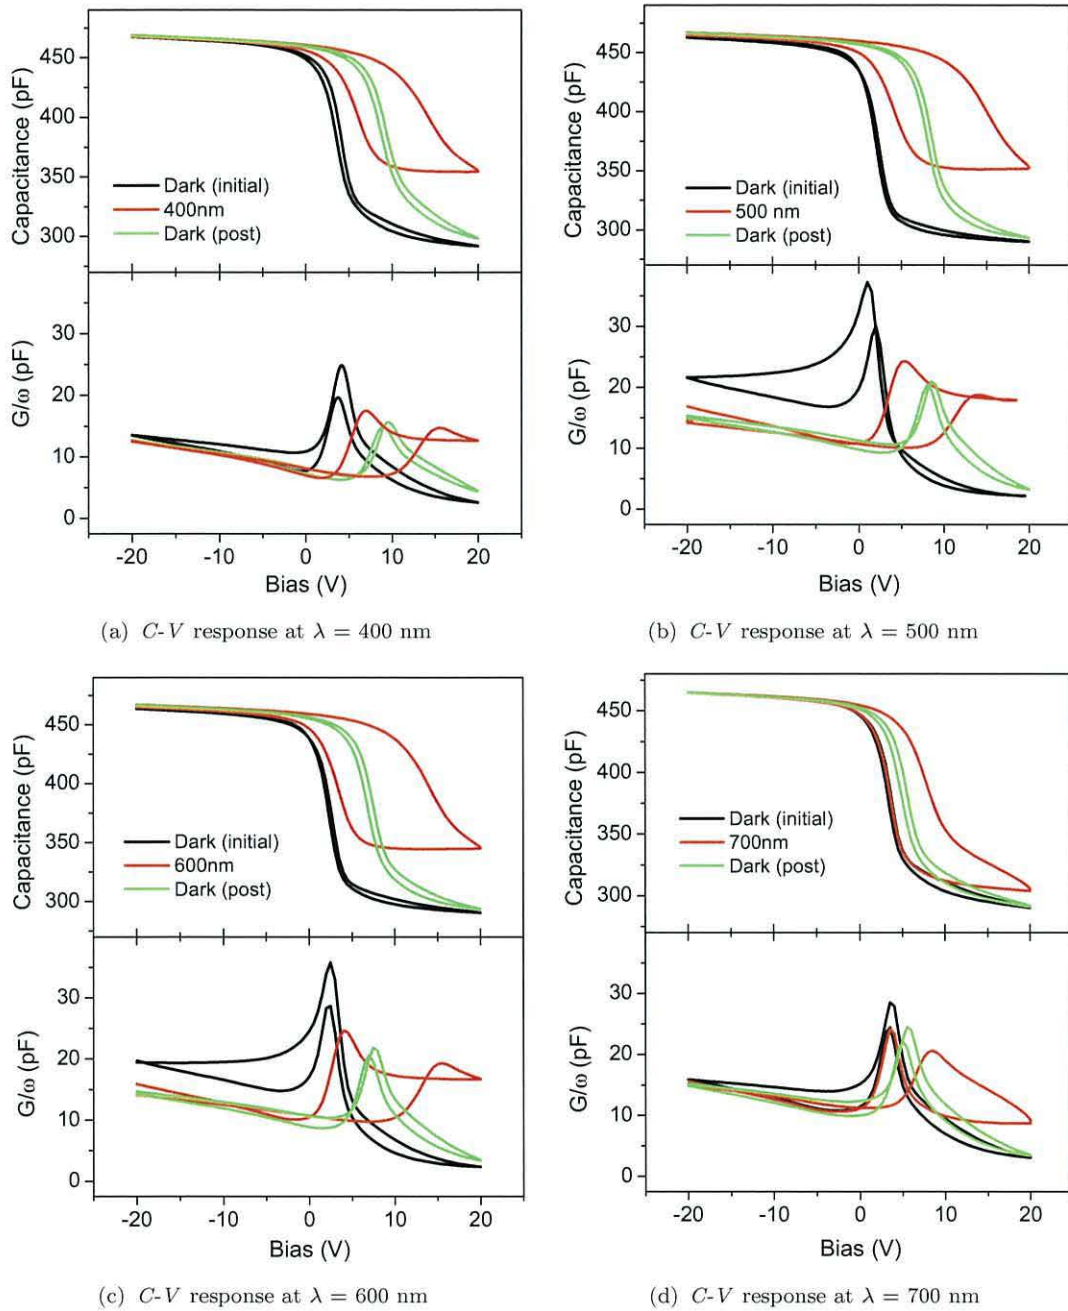 Capacitance (pF)
450
400
350
300
Dark (initial)
400nm
Dark (post)
G/ω (pF)
30
20
10
0
-20 -10 0 10 20
Bias (V)
(a) C-V response at λ = 400 nm
Capacitance (pF)
450
400
350
300
Dark (initial)
500 nm
Dark (post)
G/ω (pF)
30
20
10
0
-20 -10 0 10 20
Bias (V)
(b) C-V response at λ = 500 nm
Capacitance (pF)
450
400
350
300
Dark (initial)
600nm
Dark (post)
G/ω (pF)
30
20
10
0
-20 -10 0 10 20
Bias (V)
(c) C-V response at λ = 600 nm
Capacitance (pF)
450
400
350
300
Dark (initial)
700nm
Dark (post)
G/ω (pF)
30
20
10
0
-20 -10 0 10 20
Bias (V)
(d) C-V response at λ = 700 nm